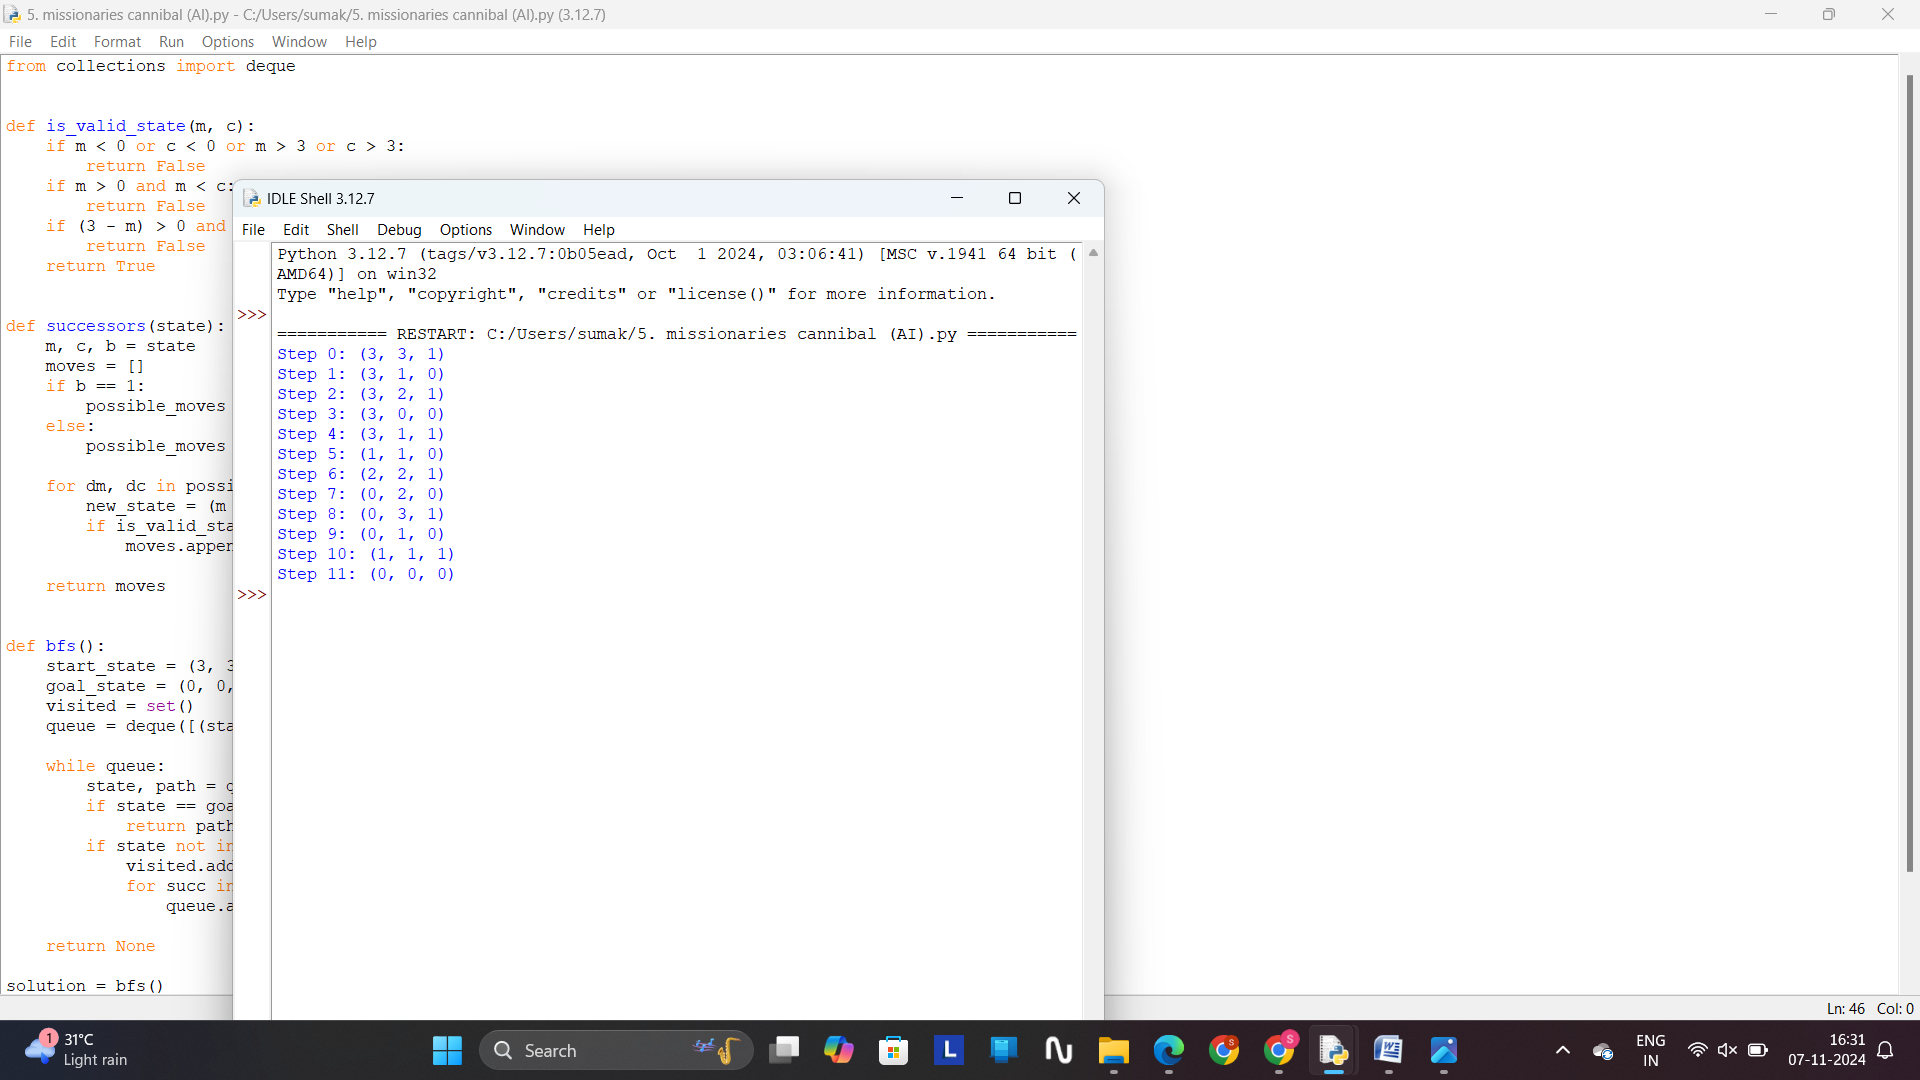 5. missionaries cannibal (AI).py - C:/Users/sumak/5. missionaries cannibal (AI).py (3.12.7)
File Edit Format Run Options Window Help
from collections import deque
def is_valid_state(m, c):
if m < 0 or c < 0 or m > 3 or c > 3:
return False
if m > 0 and m < c:
return False
if (3 - m) > 0 and
return False
return True
def successors(state):
m, c, b = state
moves = []
if b == 1:
possible_moves
else:
possible_moves
for dm, dc in possi
new_state = (m
if is_valid_sta
moves.appen
return moves
def bfs():
start_state = (3, 3
goal_state = (0, 0,
visited = set()
queue = deque([(sta
while queue:
state, path = q
if state == goa
return path
if state not in
visited.add
for succ in
queue.a
return None
solution = bfs()
IDLE Shell 3.12.7
File Edit Shell Debug Options Window Help
Python 3.12.7 (tags/v3.12.7:0b05ead, Oct  1 2024, 03:06:41) [MSC v.1941 64 bit (
AMD64)] on win32
Type "help", "copyright", "credits" or "license()" for more information.
>>>
=========== RESTART: C:/Users/sumak/5. missionaries cannibal (AI).py ===========
Step 0: (3, 3, 1)
Step 1: (3, 1, 0)
Step 2: (3, 2, 1)
Step 3: (3, 0, 0)
Step 4: (3, 1, 1)
Step 5: (1, 1, 0)
Step 6: (2, 2, 1)
Step 7: (0, 2, 0)
Step 8: (0, 3, 1)
Step 9: (0, 1, 0)
Step 10: (1, 1, 1)
Step 11: (0, 0, 0)
>>>
Ln: 46 Col: 0
1
31°C
Light rain
Search
L
S
S
ENG
IN
16:31
07-11-2024